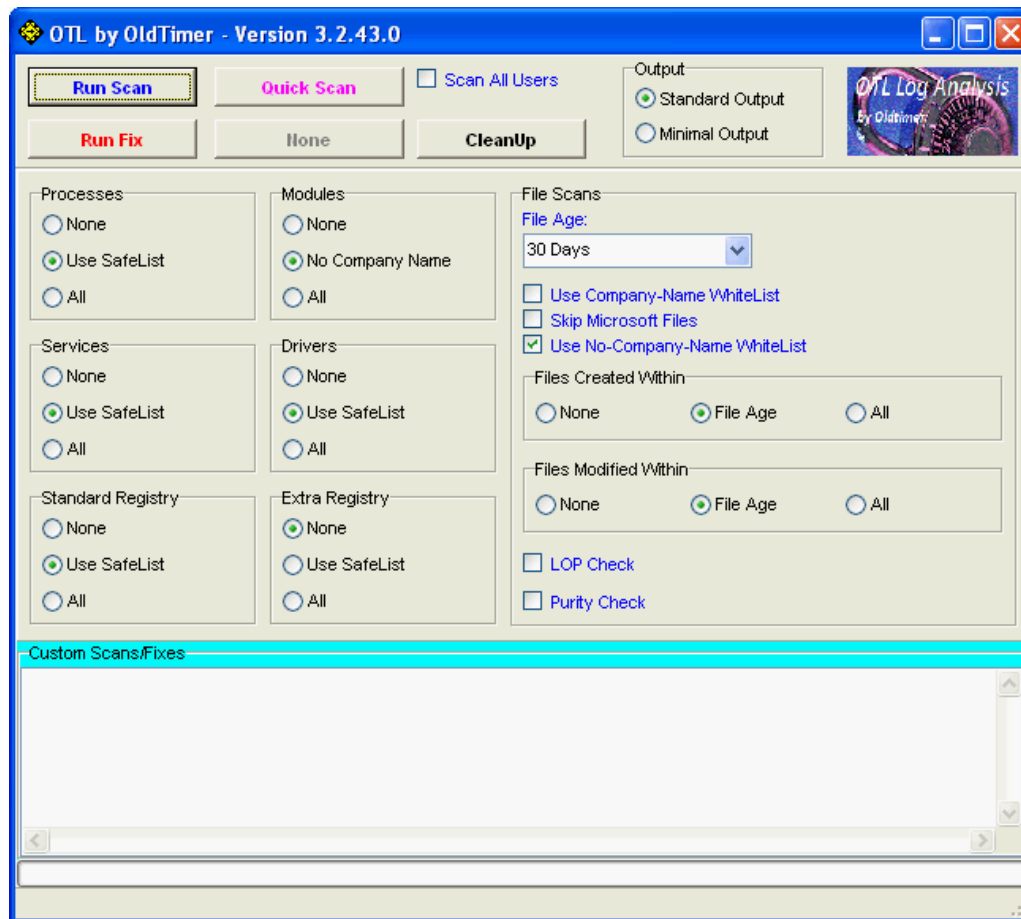 OTL by OldTimer - Version 3.2.43.0
Run Scan
Quick Scan
Scan All Users
Output
Standard Output
Minimal Output
OTL Log Analysis
by Oldtimer
Run Fix
None
CleanUp
Processes
None
Use SafeList
All
Modules
None
No Company Name
All
File Scans
File Age:
30 Days
Use Company-Name WhiteList
Skip Microsoft Files
Use No-Company-Name WhiteList
Services
None
Use SafeList
All
Drivers
None
Use SafeList
All
Files Created Within
None
File Age
All
Files Modified Within
None
File Age
All
Standard Registry
None
Use SafeList
All
Extra Registry
None
Use SafeList
All
LOP Check
Purity Check
Custom Scans/Fixes